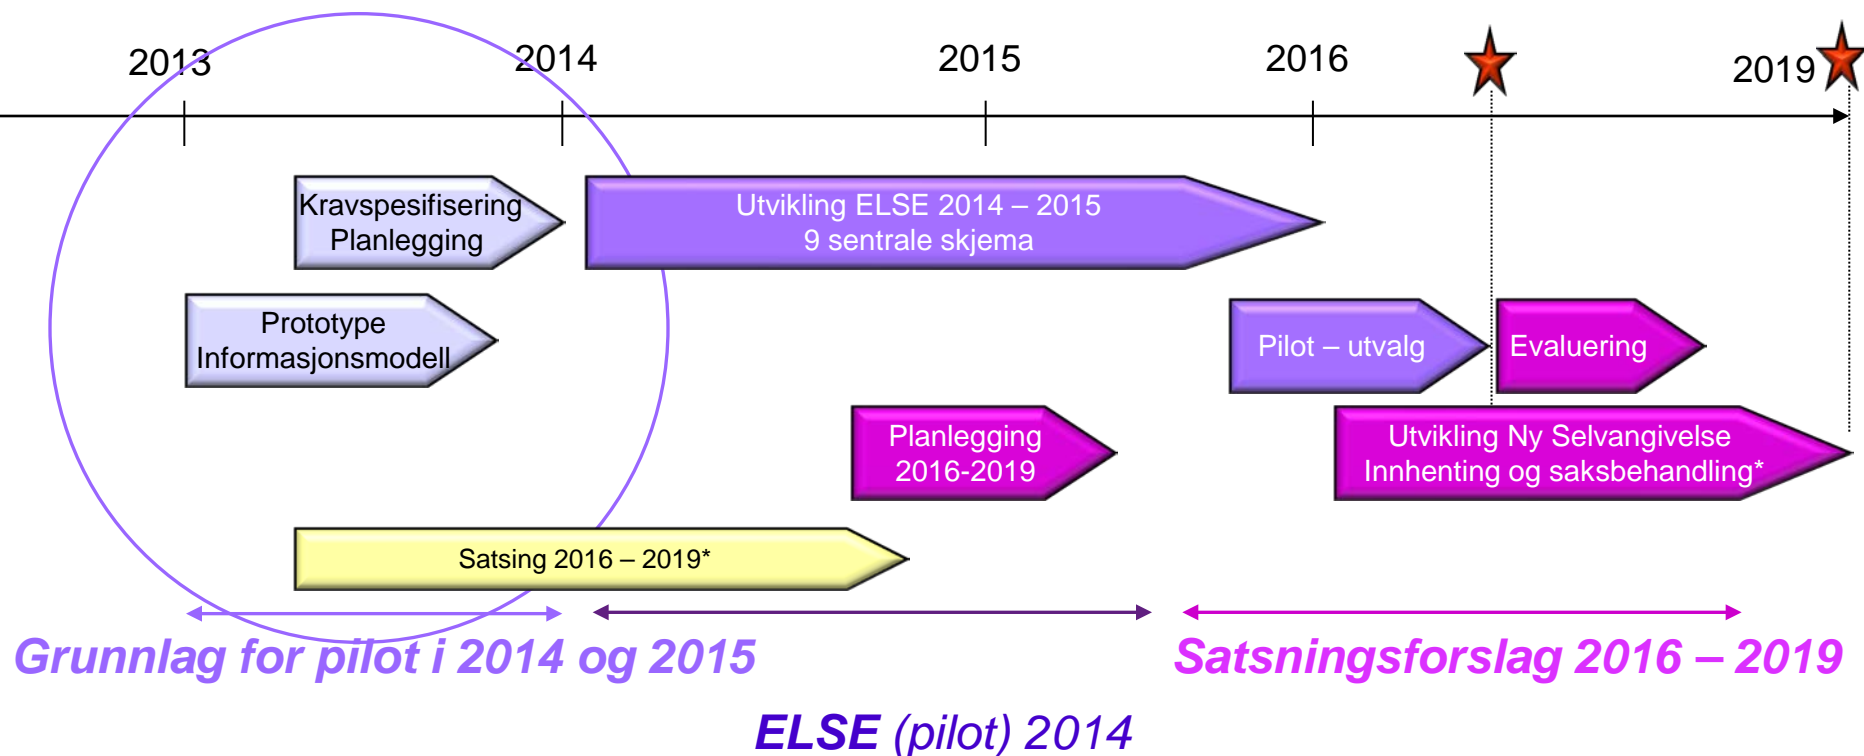 2013
2014
2015
2016
2019
Kravspesifisering
Planlegging
Utvikling ELSE 2014 – 2015
9 sentrale skjema
Prototype
Informasjonsmodell
Pilot – utvalg
Evaluering
Planlegging
2016-2019
Utvikling Ny Selvangivelse
Innhenting og saksbehandling*
Satsing 2016 – 2019*
Grunnlag for pilot i 2014 og 2015
Satsningsforslag 2016 – 2019
ELSE (pilot) 2014